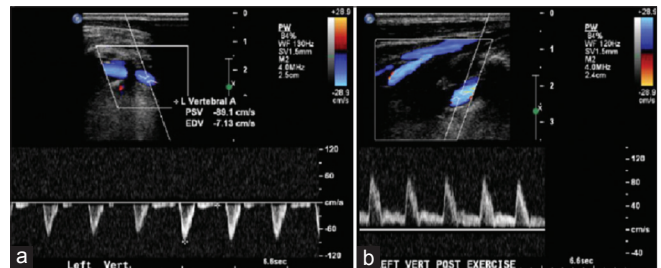 +28.9
PW
84%
WF 180Hz
SV1.5mm
M2
4.0MHz
2.5cm
-28.9
cm/s
0
1
2
3
+ L Vertebral A
PSV -89.1 cm/s
EDV -7.13 cm/s
120
60
cm/s
-60
-120
a
Left Vert.
6.6sec
+28.9
PW
84%
WF 120Hz
SV1.5mm
M2
4.0MHz
2.4cm
-28.9
cm/s
0
1
2
3
120
80
40
cm/s
-40
b
EFT VERT POST EXERCISE
6.6sec